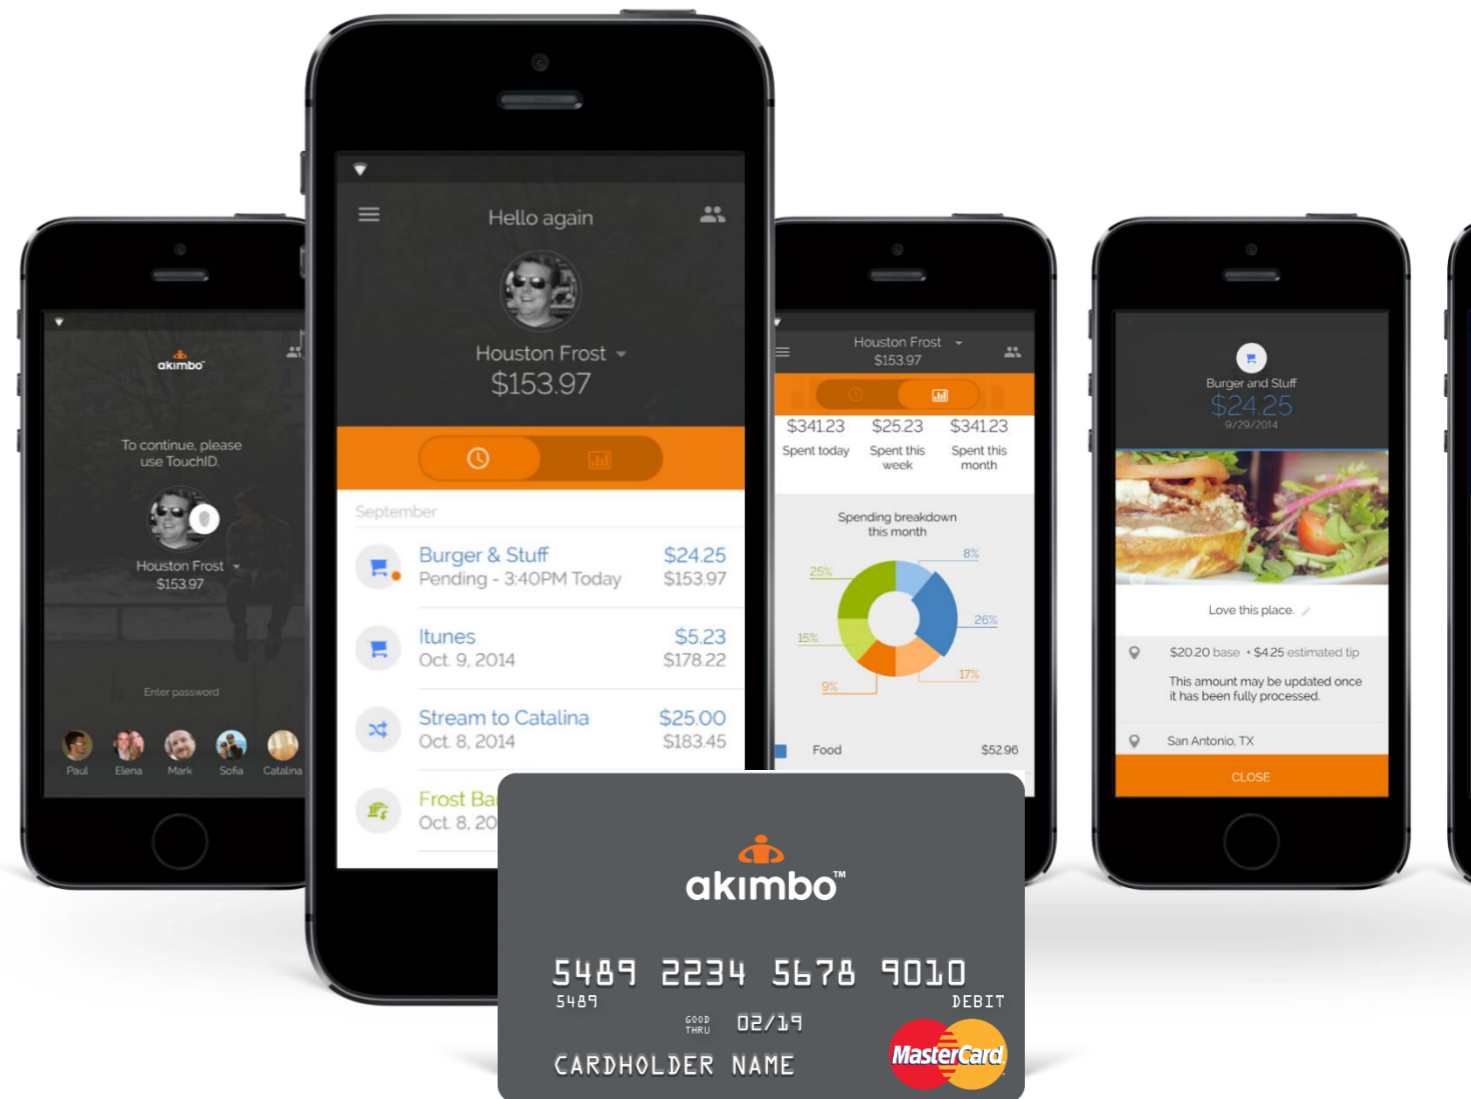 akimbo™
To continue, please
use TouchID.
Houston Frost
$153.97
Enter password
Paul Elena Mark Sofia Catalina
Hello again
Houston Frost
$153.97
September
Burger & Stuff $24.25
Pending - 3:40PM Today $153.97
Itunes $5.23
Oct. 9, 2014 $178.22
Stream to Catalina $25.00
Oct. 8, 2014 $183.45
Frost Ba
Oct. 8, 20
Houston Frost
$153.97
$341.23 $25.23 $341.23
Spent today Spent this Spent this
week month
Spending breakdown
this month
8%
25%
26%
15%
17%
9%
Food $52.96
Burger and Stuff
$24.25
9/29/2014
Love this place.
$20.20 base + $4.25 estimated tip
This amount may be updated once
it has been fully processed.
San Antonio, TX
CLOSE
akimbo™
5489 2234 5678 9010
5489 DEBIT
GOOD
THRU 02/19
CARDHOLDER NAME
MasterCard